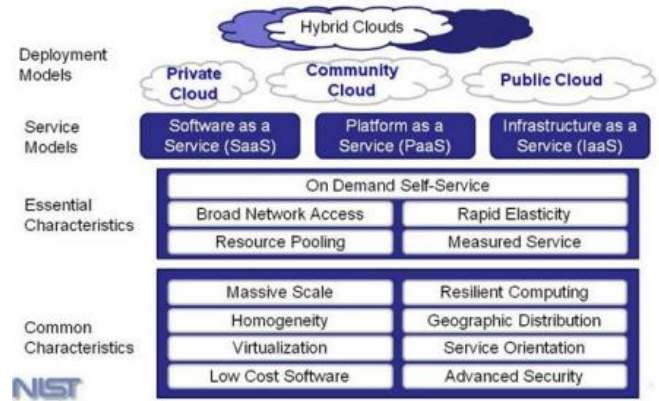 Hybrid Clouds
Deployment
Models
Private
Cloud
Community
Cloud
Public Cloud
Service
Models
Software as a
Service (SaaS)
Platform as a
Service (PaaS)
Infrastructure as a
Service (IaaS)
Essential
Characteristics
On Demand Self-Service
Broad Network Access
Rapid Elasticity
Resource Pooling
Measured Service
Common
Characteristics
Massive Scale
Resilient Computing
Homogeneity
Geographic Distribution
Virtualization
Service Orientation
Low Cost Software
Advanced Security
NIST